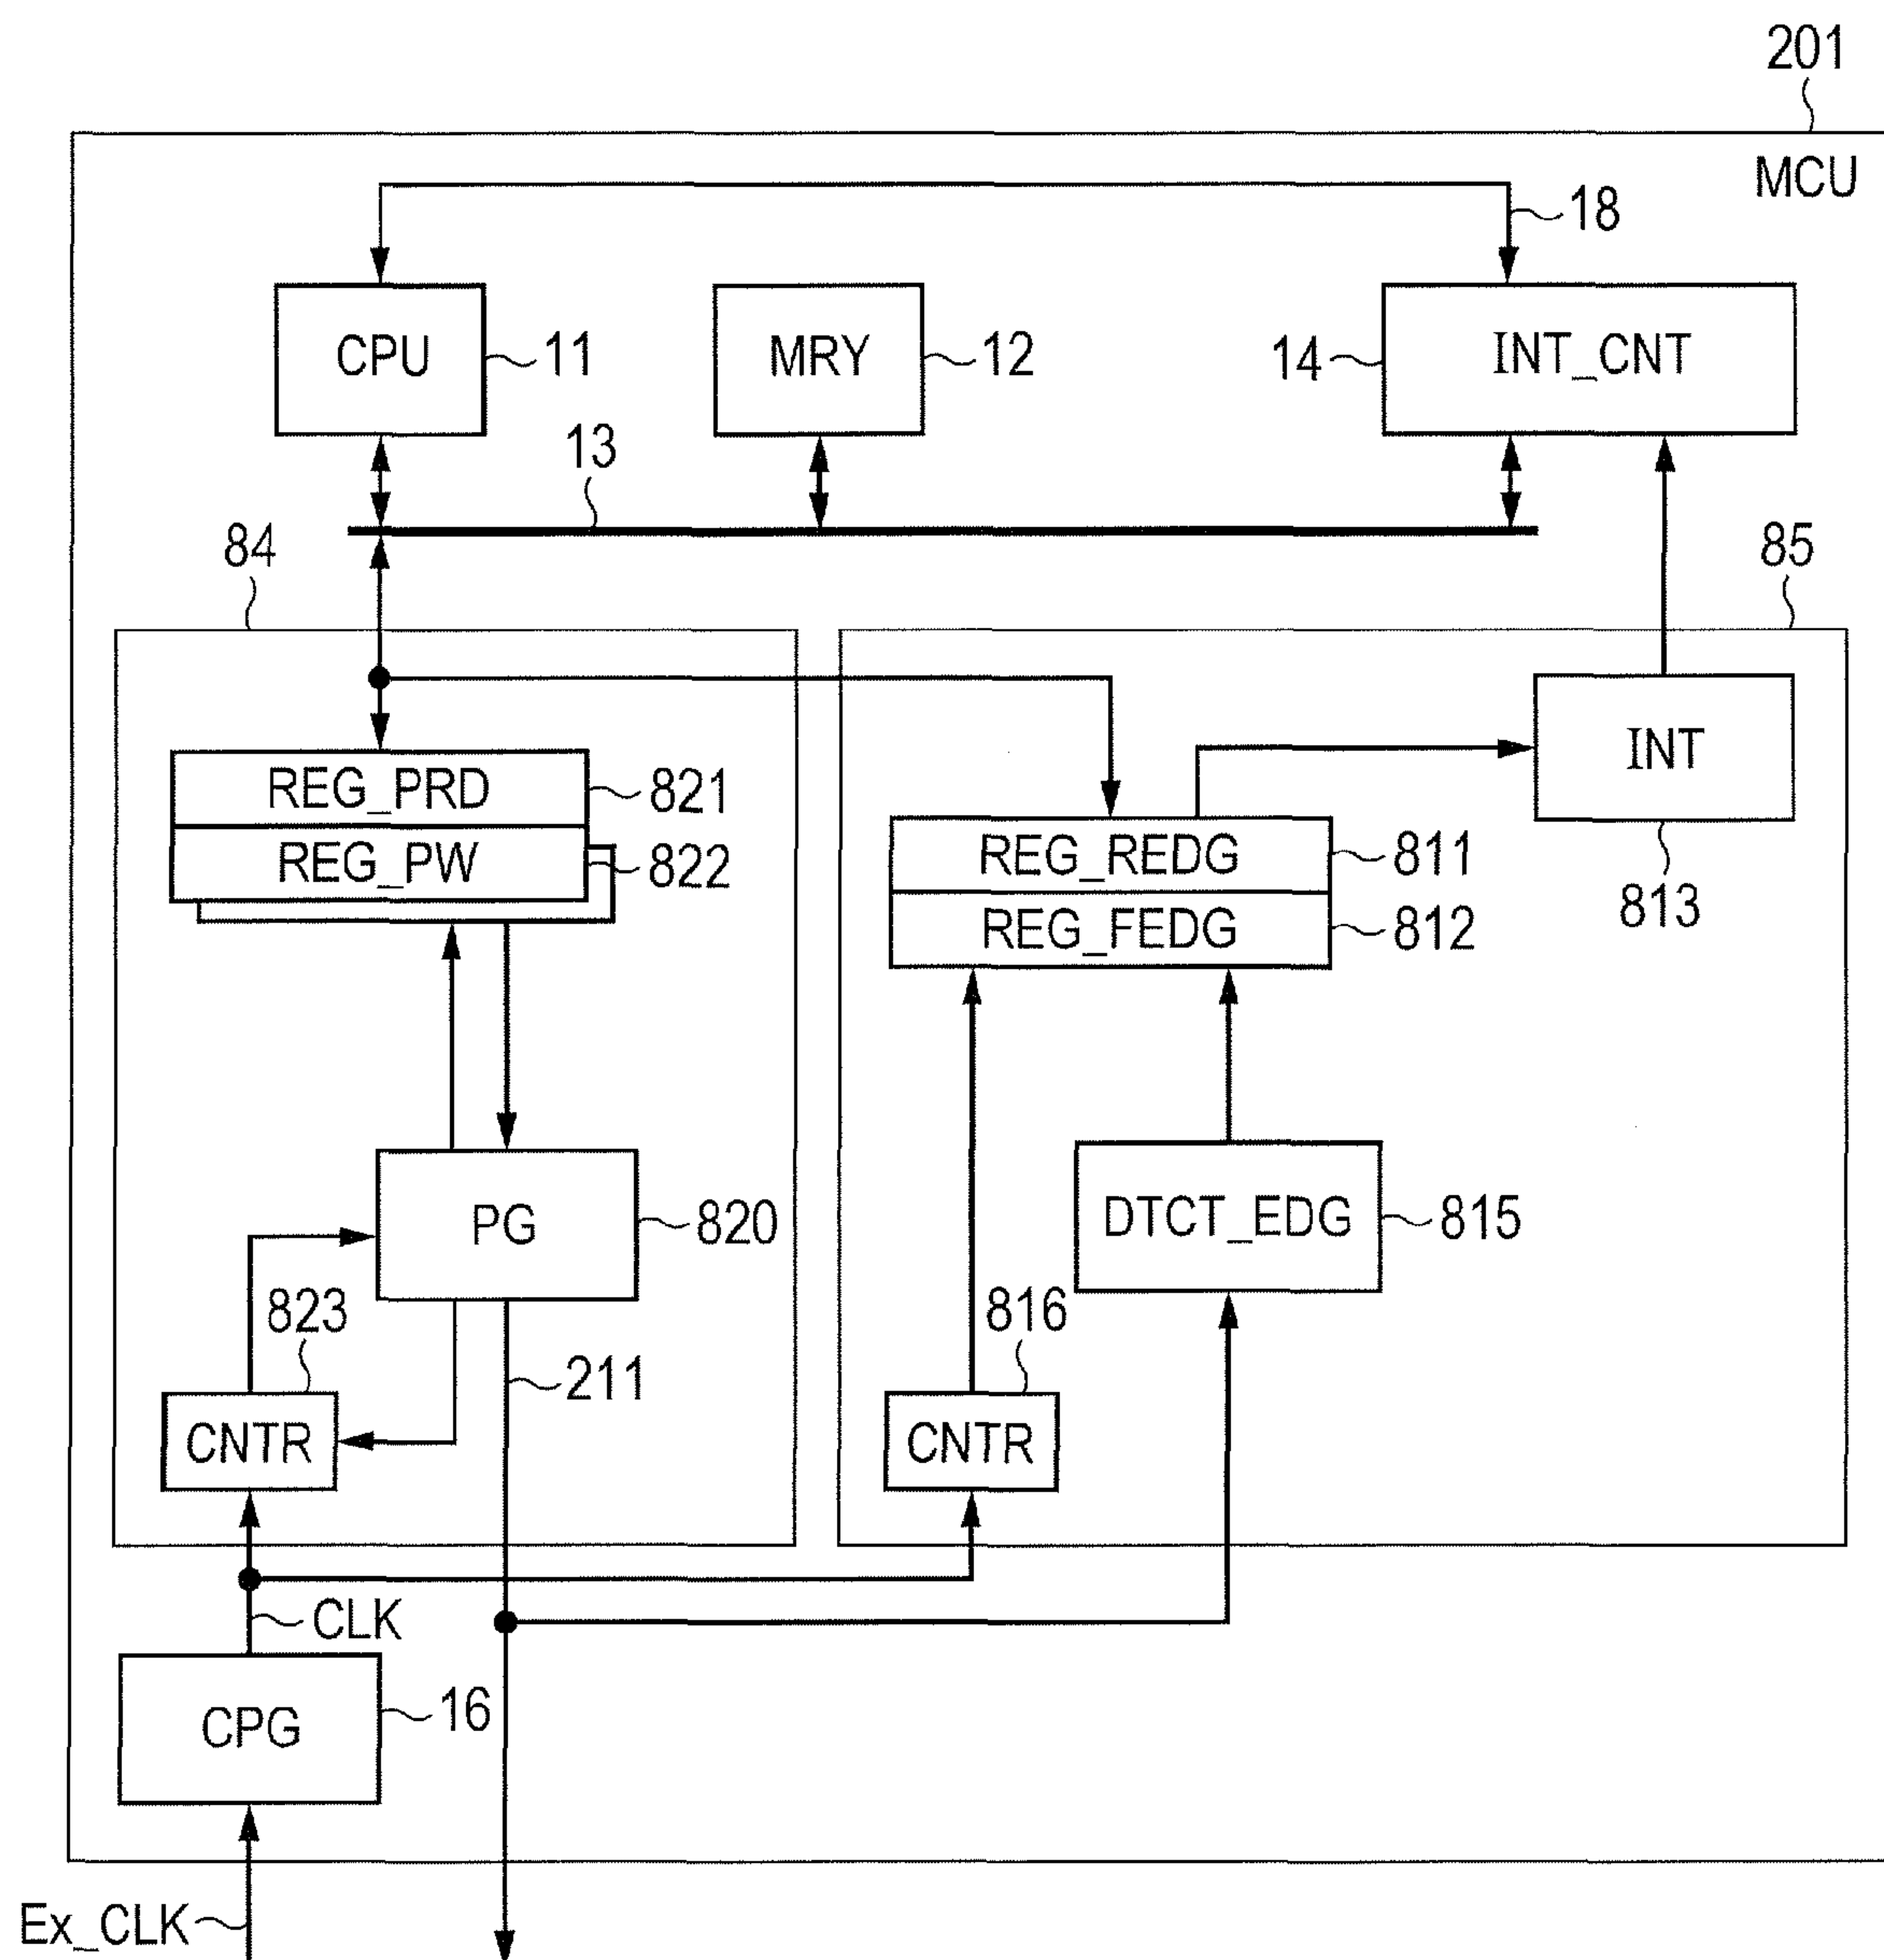 201
MCU
18
CPU
11
MRY
12
14
INT_CNT
13
84
85
REG_PRD
821
REG_PW
822
INT
813
REG_REDG
811
REG_FEDG
812
PG
820
DTCT_EDG
815
823
816
211
CNTR
CNTR
CLK
CPG
16
Ex_CLK